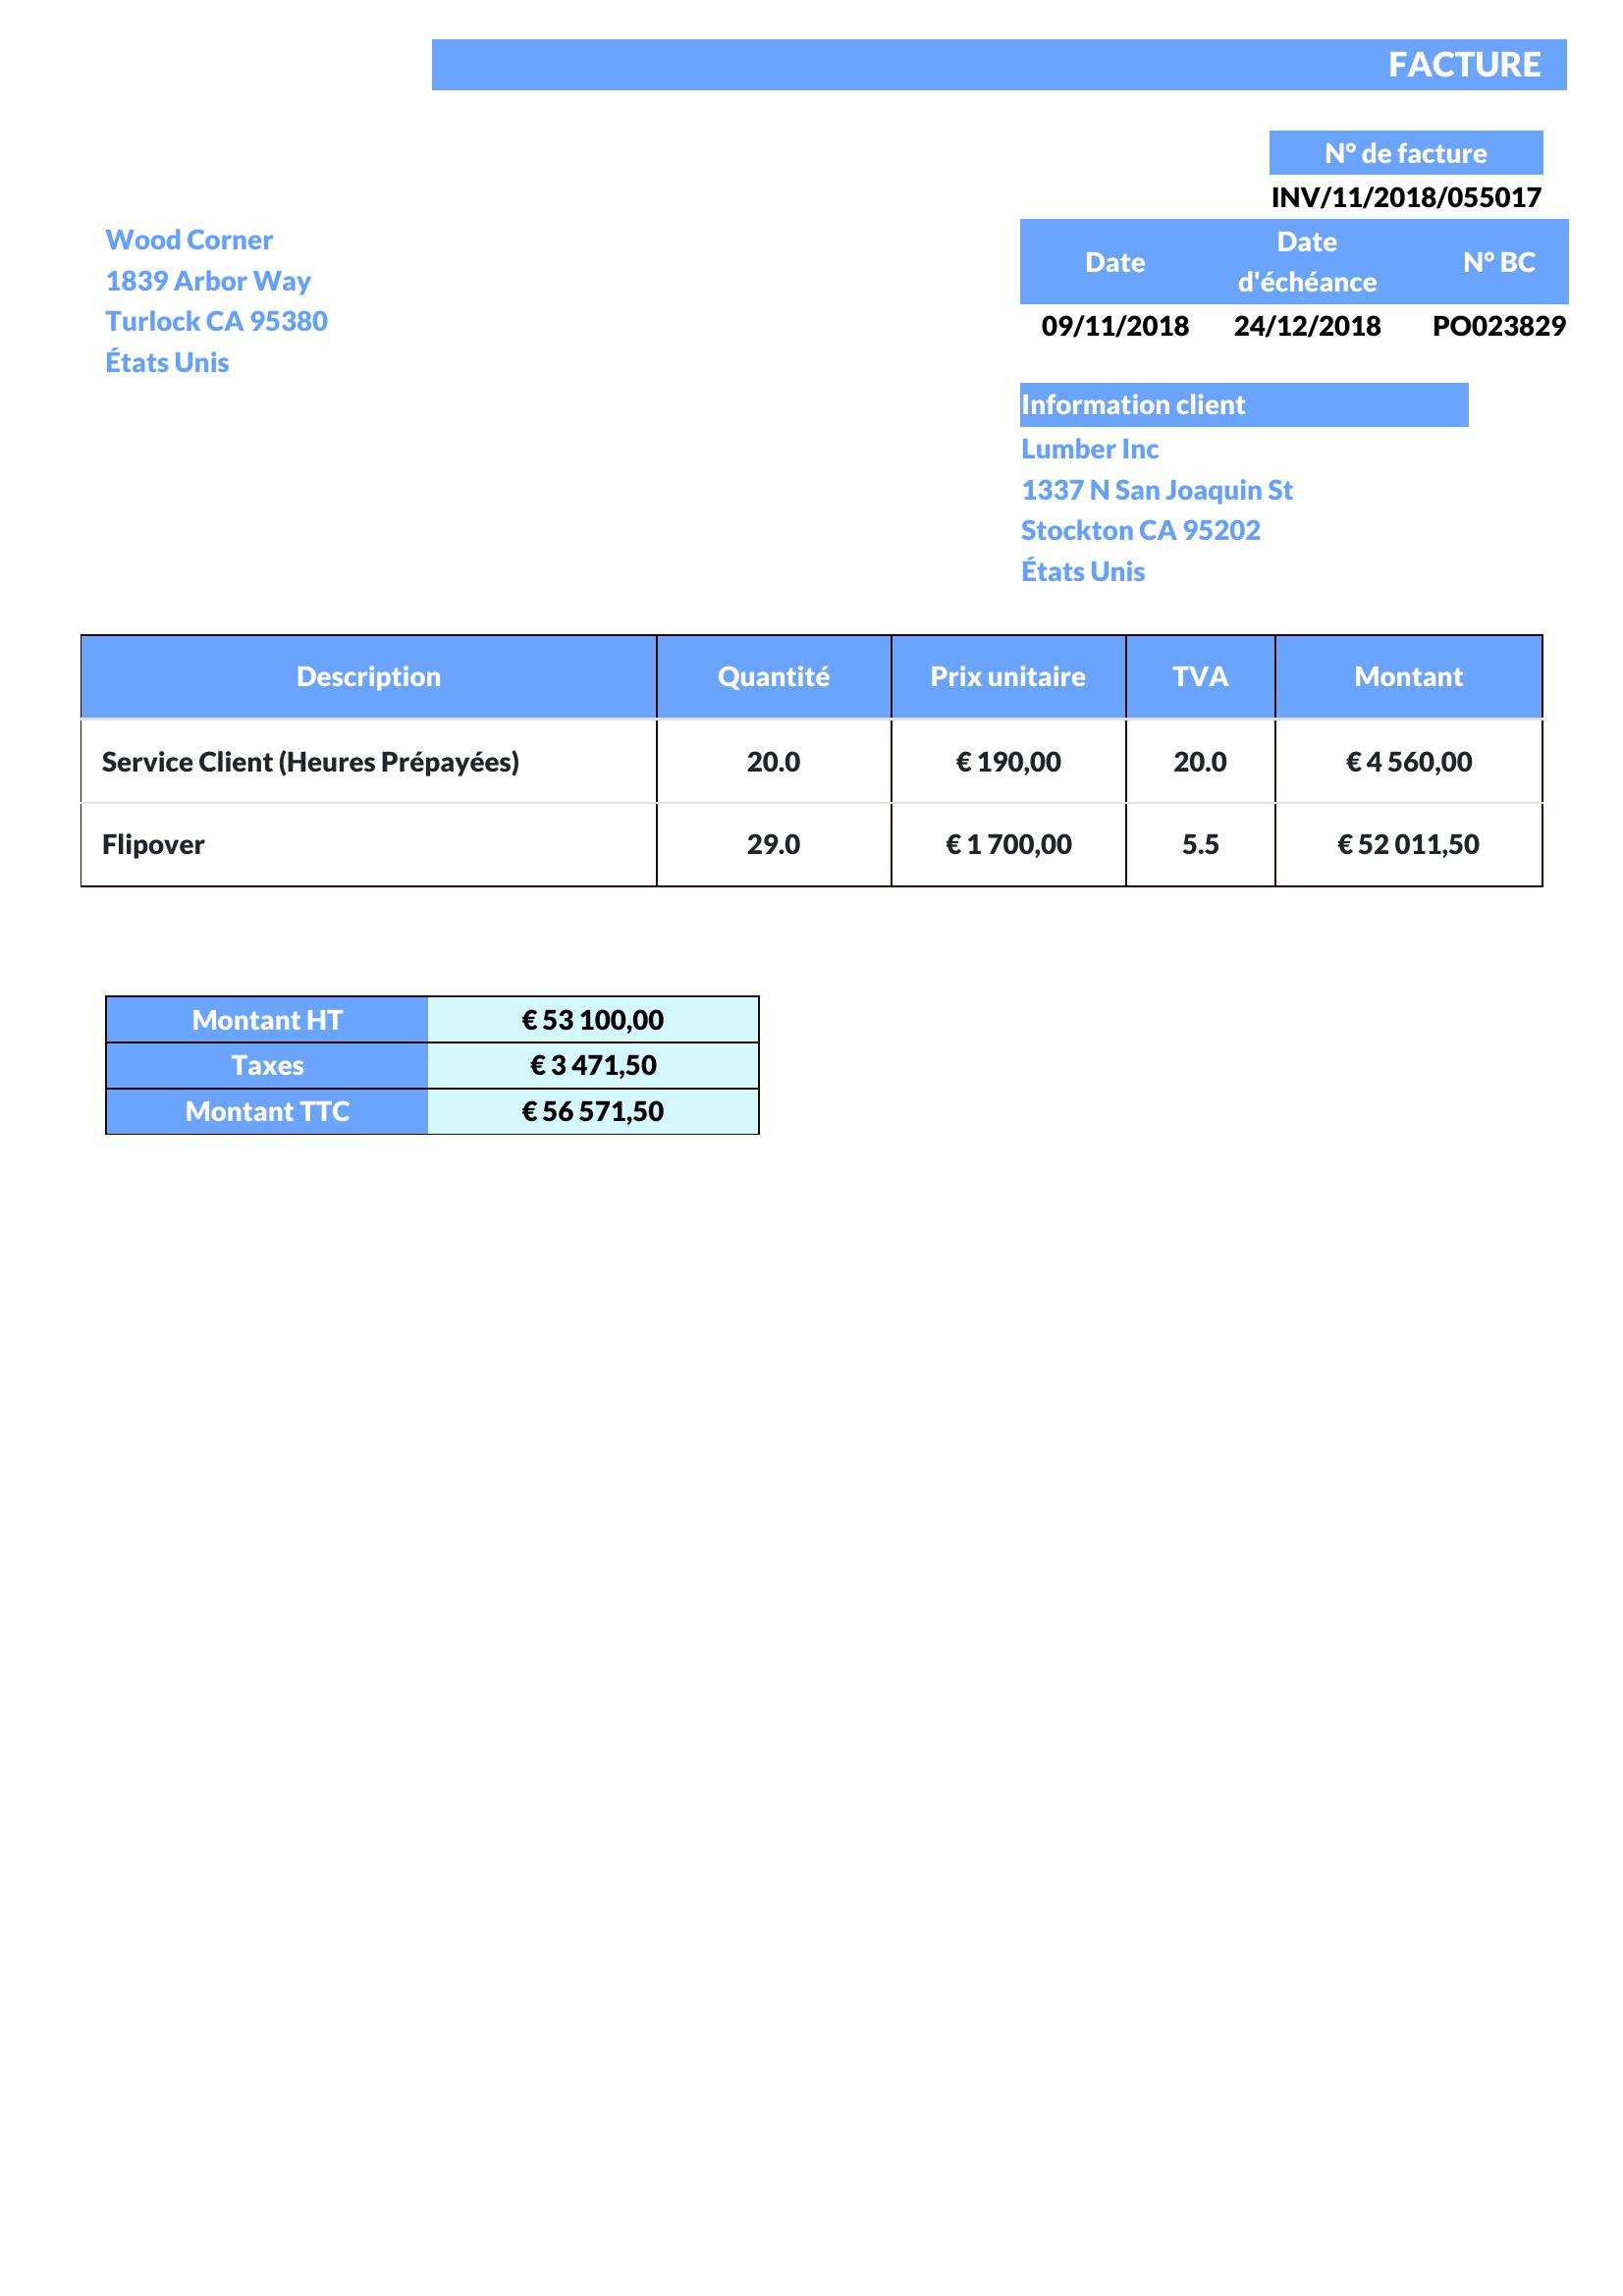 FACTURE
N° de facture
INV/11/2018/055017
Wood Corner
1839 Arbor Way
Turlock CA 95380
États Unis
Date Date d'échéance N° BC
09/11/2018 24/12/2018 PO023829
Information client
Lumber Inc
1337 N San Joaquin St
Stockton CA 95202
États Unis
Description Quantité Prix unitaire TVA Montant
Service Client (Heures Prépayées) 20.0 € 190,00 20.0 € 4 560,00
Flipover 29.0 € 1 700,00 5.5 € 52 011,50
Montant HT € 53 100,00
Taxes € 3 471,50
Montant TTC € 56 571,50